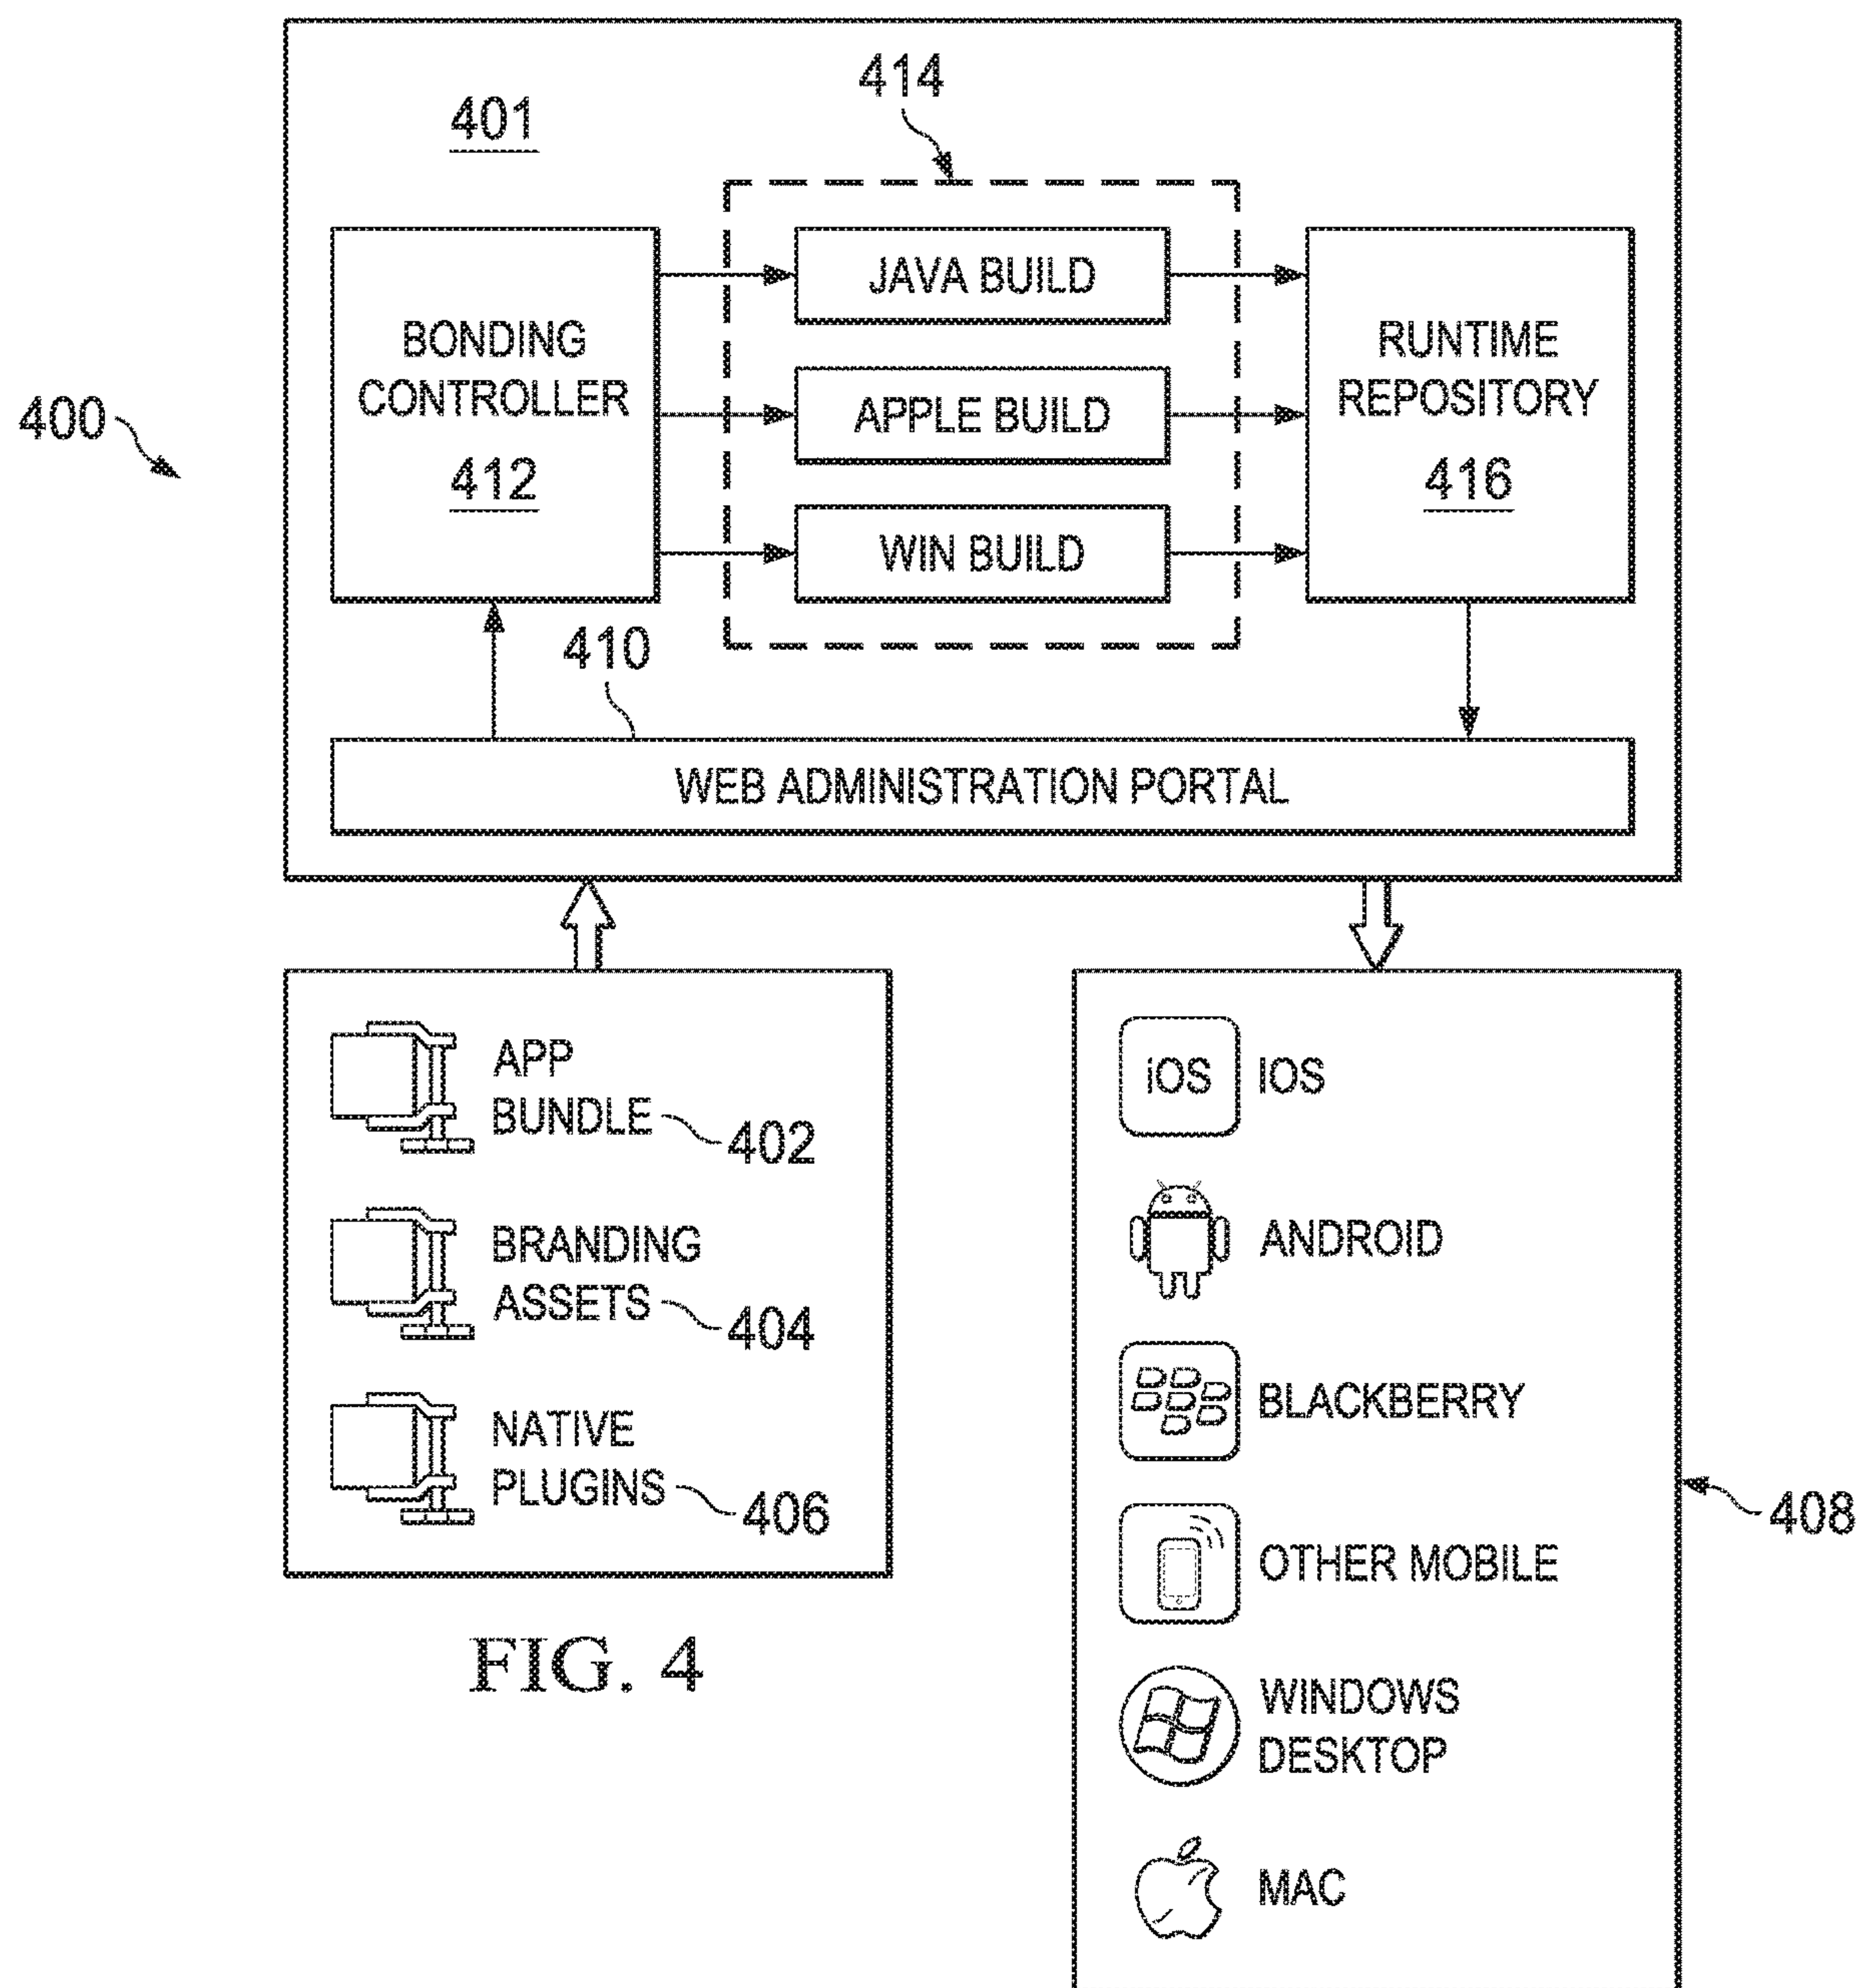 414
401
JAVA BUILD
BONDING
CONTROLLER
412
APPLE BUILD
RUNTIME
REPOSITORY
416
400
WIN BUILD
410
WEB ADMINISTRATION PORTAL
APP
BUNDLE
402
BRANDING
ASSETS
404
NATIVE
PLUGINS
406
FIG. 4
iOS
IOS
ANDROID
BLACKBERRY
OTHER MOBILE
408
WINDOWS
DESKTOP
MAC